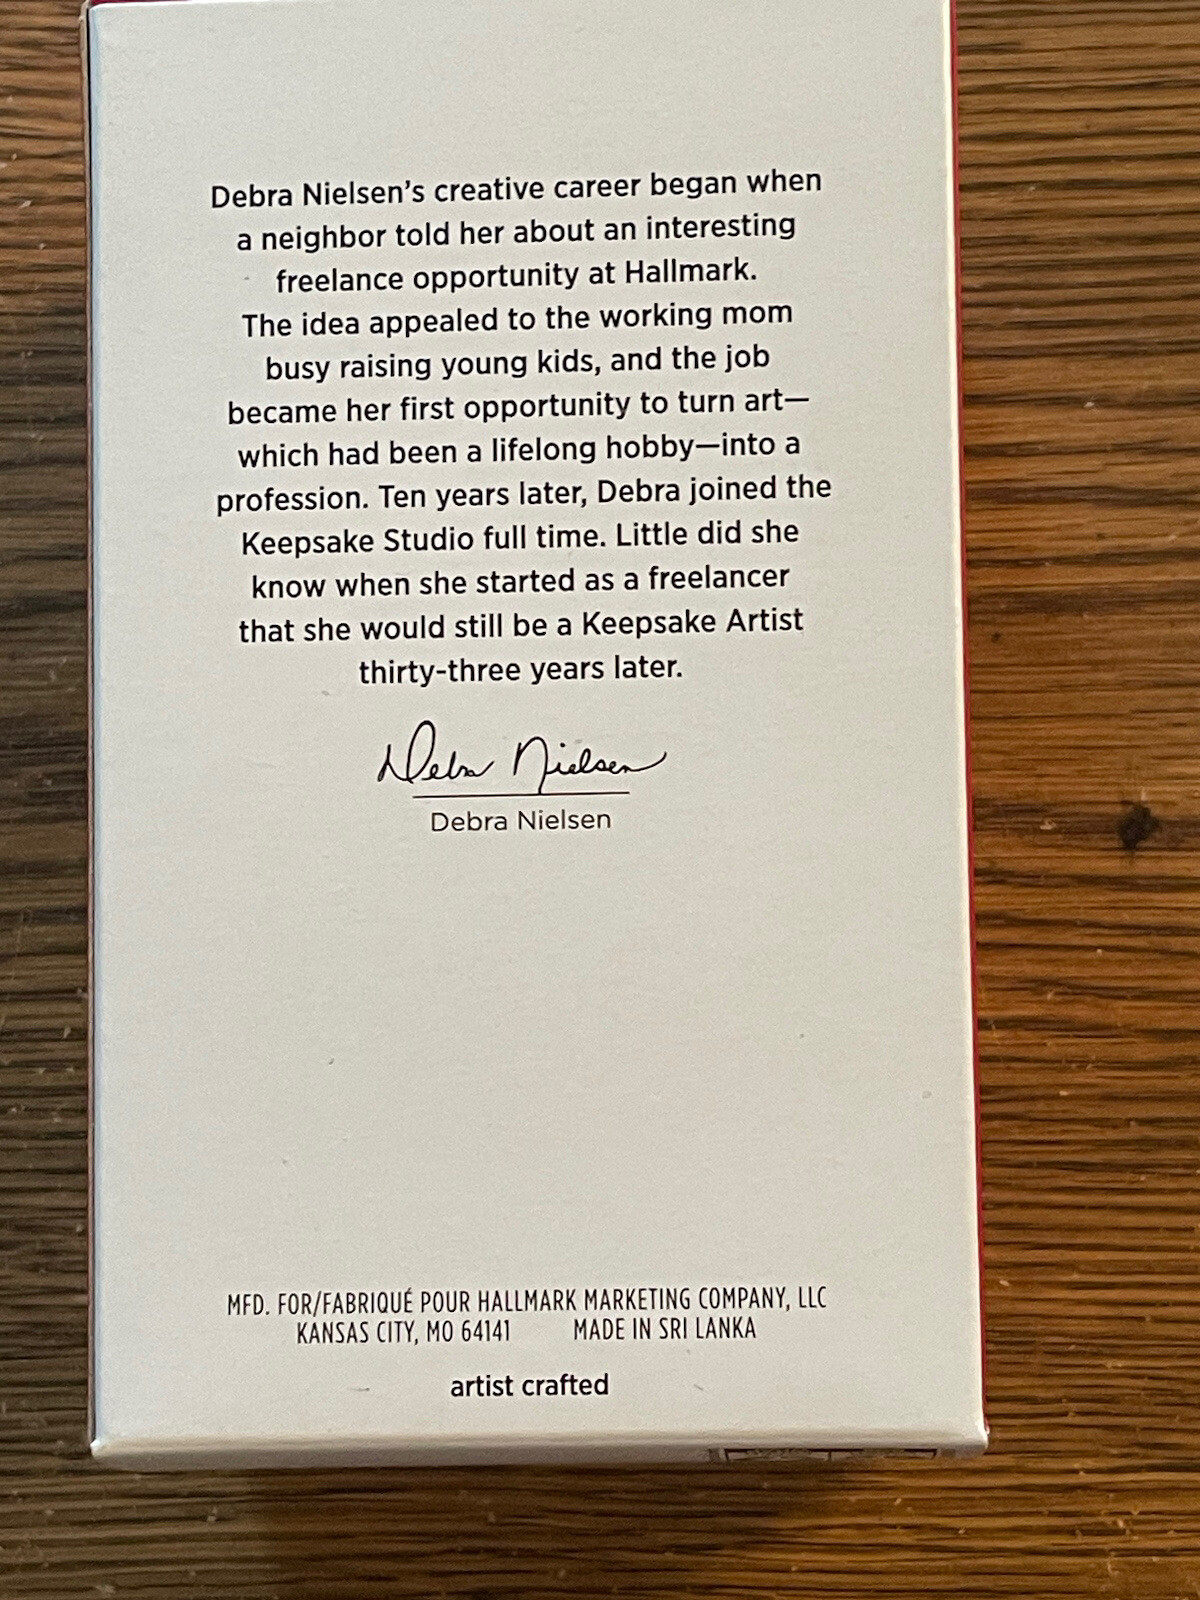 Debra Nielsen’s creative career began when
a neighbor told her about an interesting
freelance opportunity at Hallmark.
The idea appealed to the working mom
busy raising young kids, and the job
became her first opportunity to turn art—
which had been a lifelong hobby—into a
profession. Ten years later, Debra joined the
Keepsake Studio full time. Little did she
know when she started as a freelancer
that she would still be a Keepsake Artist
thirty-three years later.
Debra Nielsen
Debra Nielsen
MFD. FOR/FABRIQUÉ POUR HALLMARK MARKETING COMPANY, LLC
KANSAS CITY, MO 64141 MADE IN SRI LANKA
artist crafted